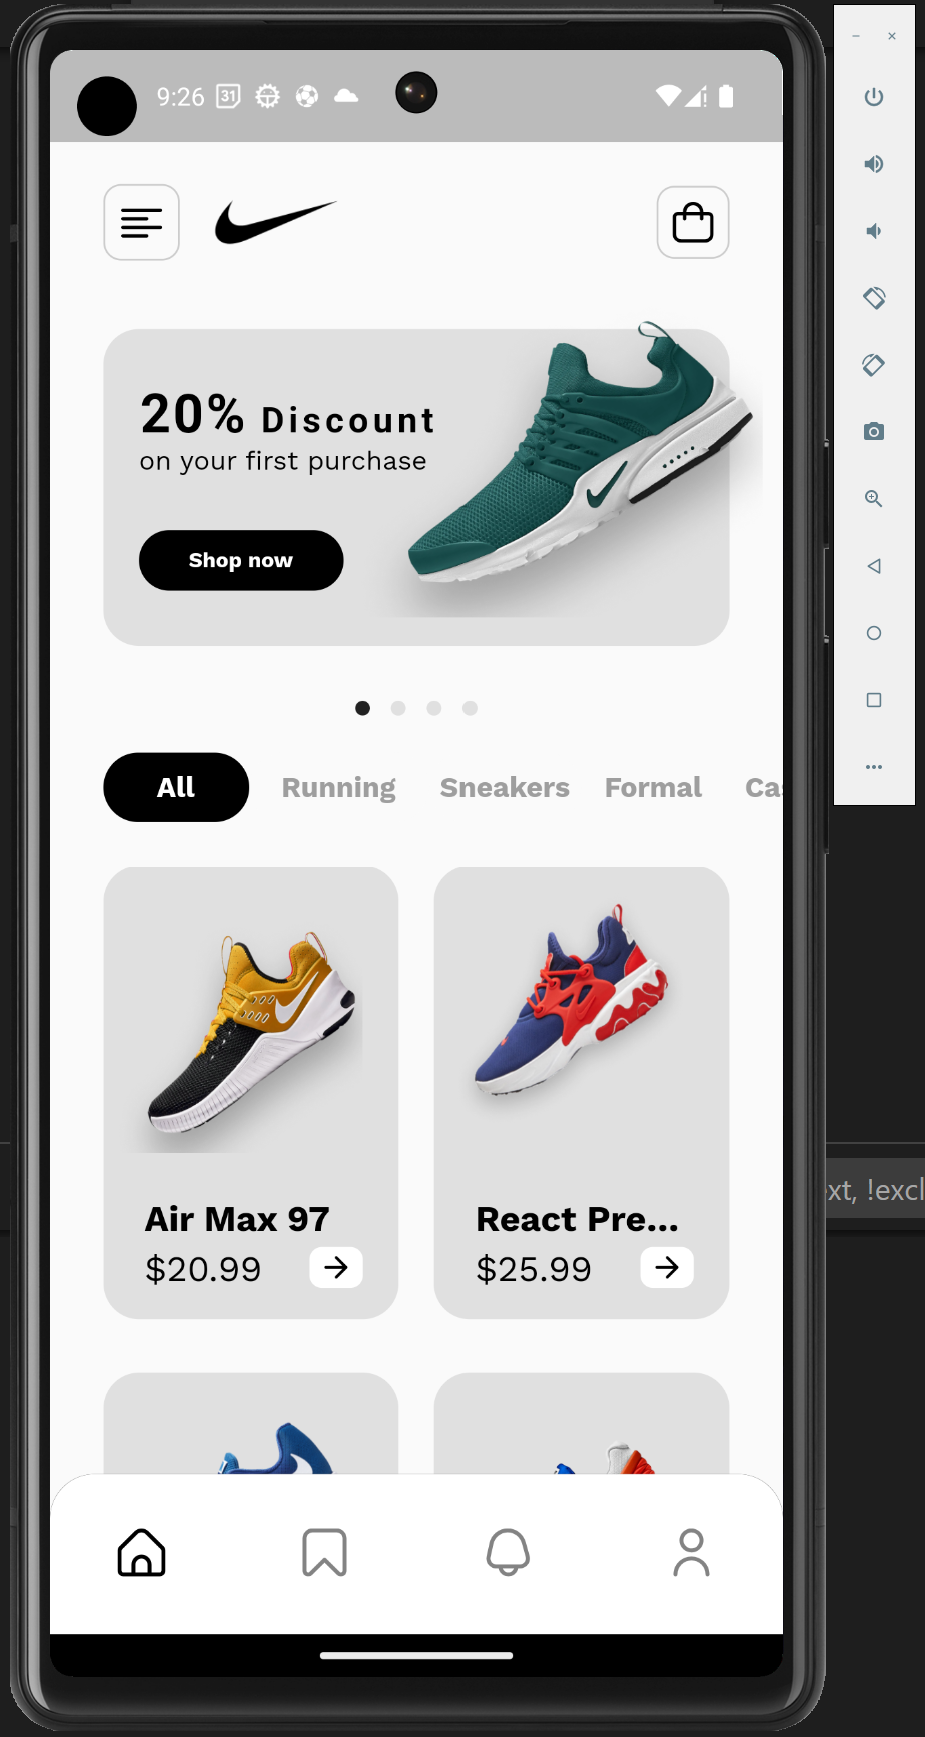 9:26 31
20% Discount
on your first purchase
Shop now
All Running Sneakers Formal Cas
Air Max 97 React Pre...
$20.99 $25.99
xt, !excl